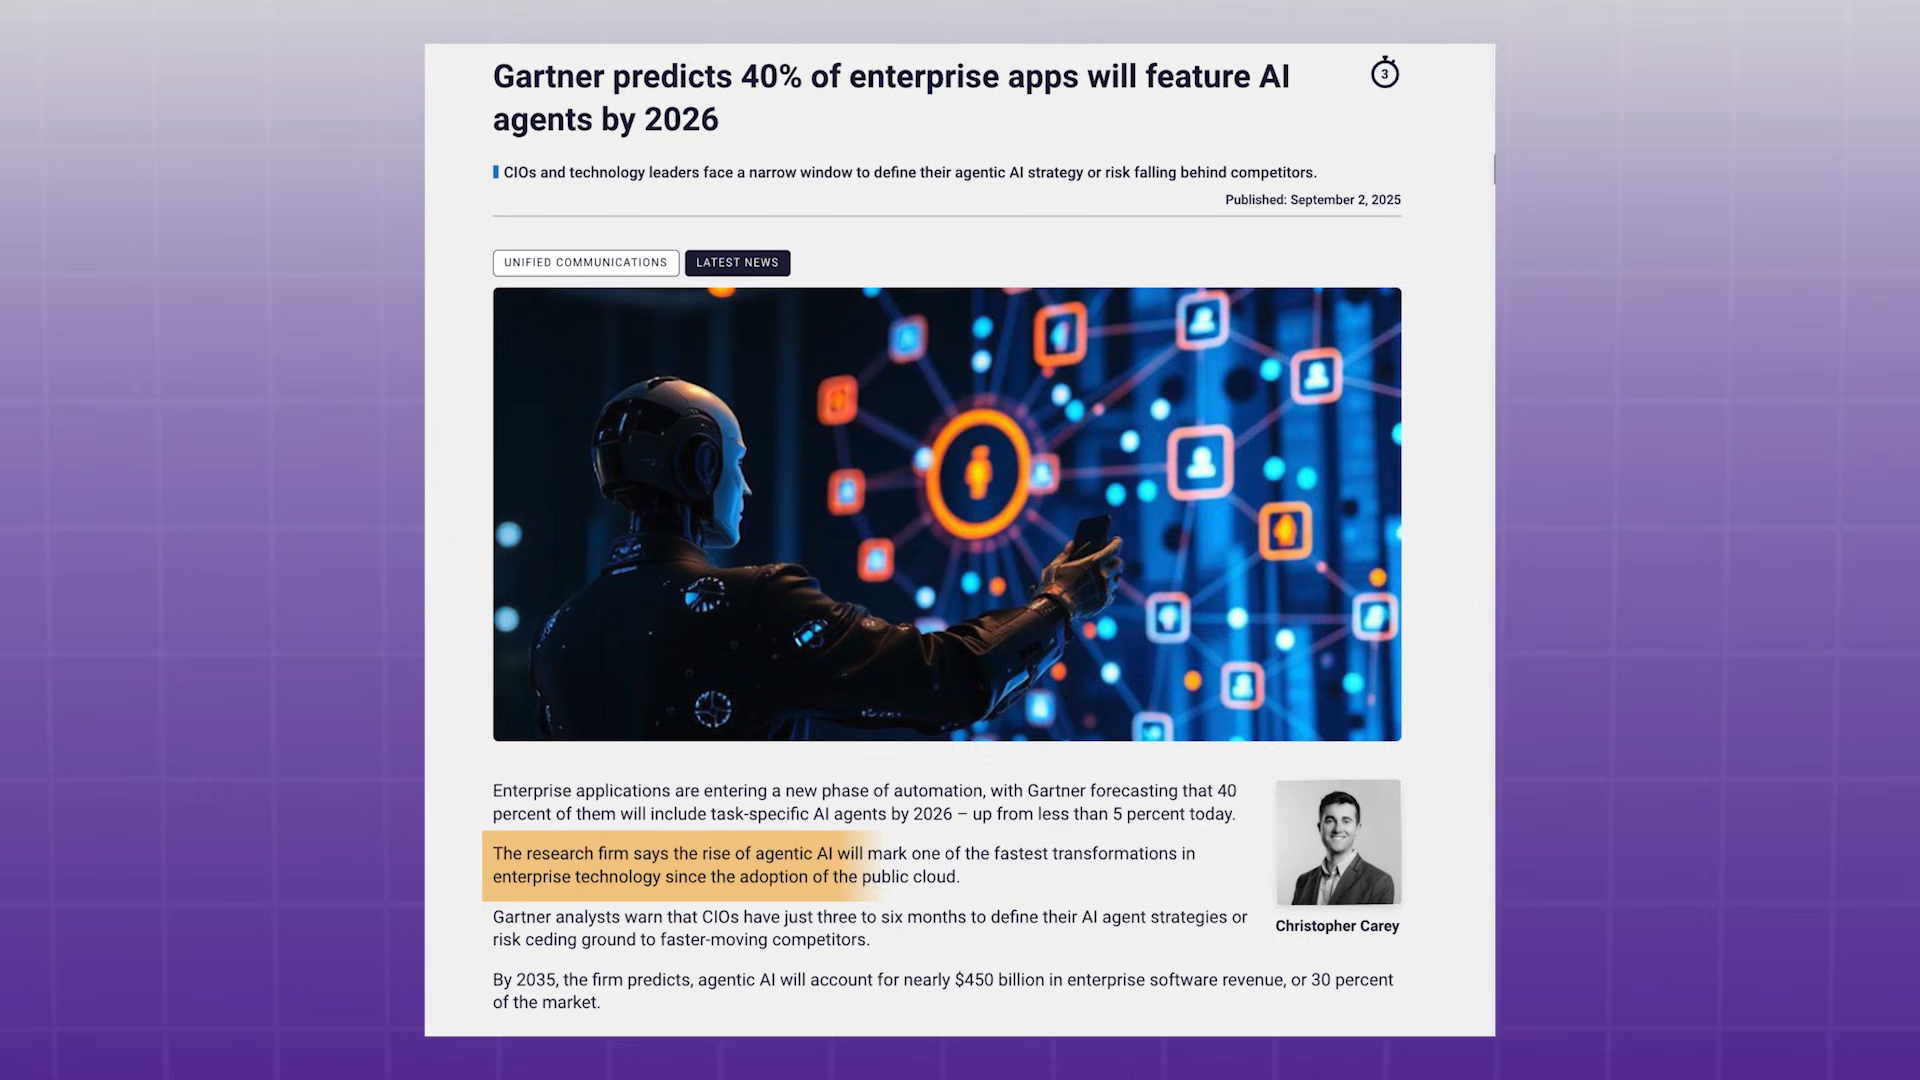 Gartner predicts 40% of enterprise apps will feature AI
agents by 2026
3
CIOs and technology leaders face a narrow window to define their agentic AI strategy or risk falling behind competitors.
Published: September 2, 2025
UNIFIED COMMUNICATIONS
LATEST NEWS
Enterprise applications are entering a new phase of automation, with Gartner forecasting that 40
percent of them will include task-specific AI agents by 2026 – up from less than 5 percent today.
The research firm says the rise of agentic AI will mark one of the fastest transformations in
enterprise technology since the adoption of the public cloud.
Gartner analysts warn that CIOs have just three to six months to define their AI agent strategies or
risk ceding ground to faster-moving competitors.
Christopher Carey
By 2035, the firm predicts, agentic AI will account for nearly $450 billion in enterprise software revenue, or 30 percent
of the market.